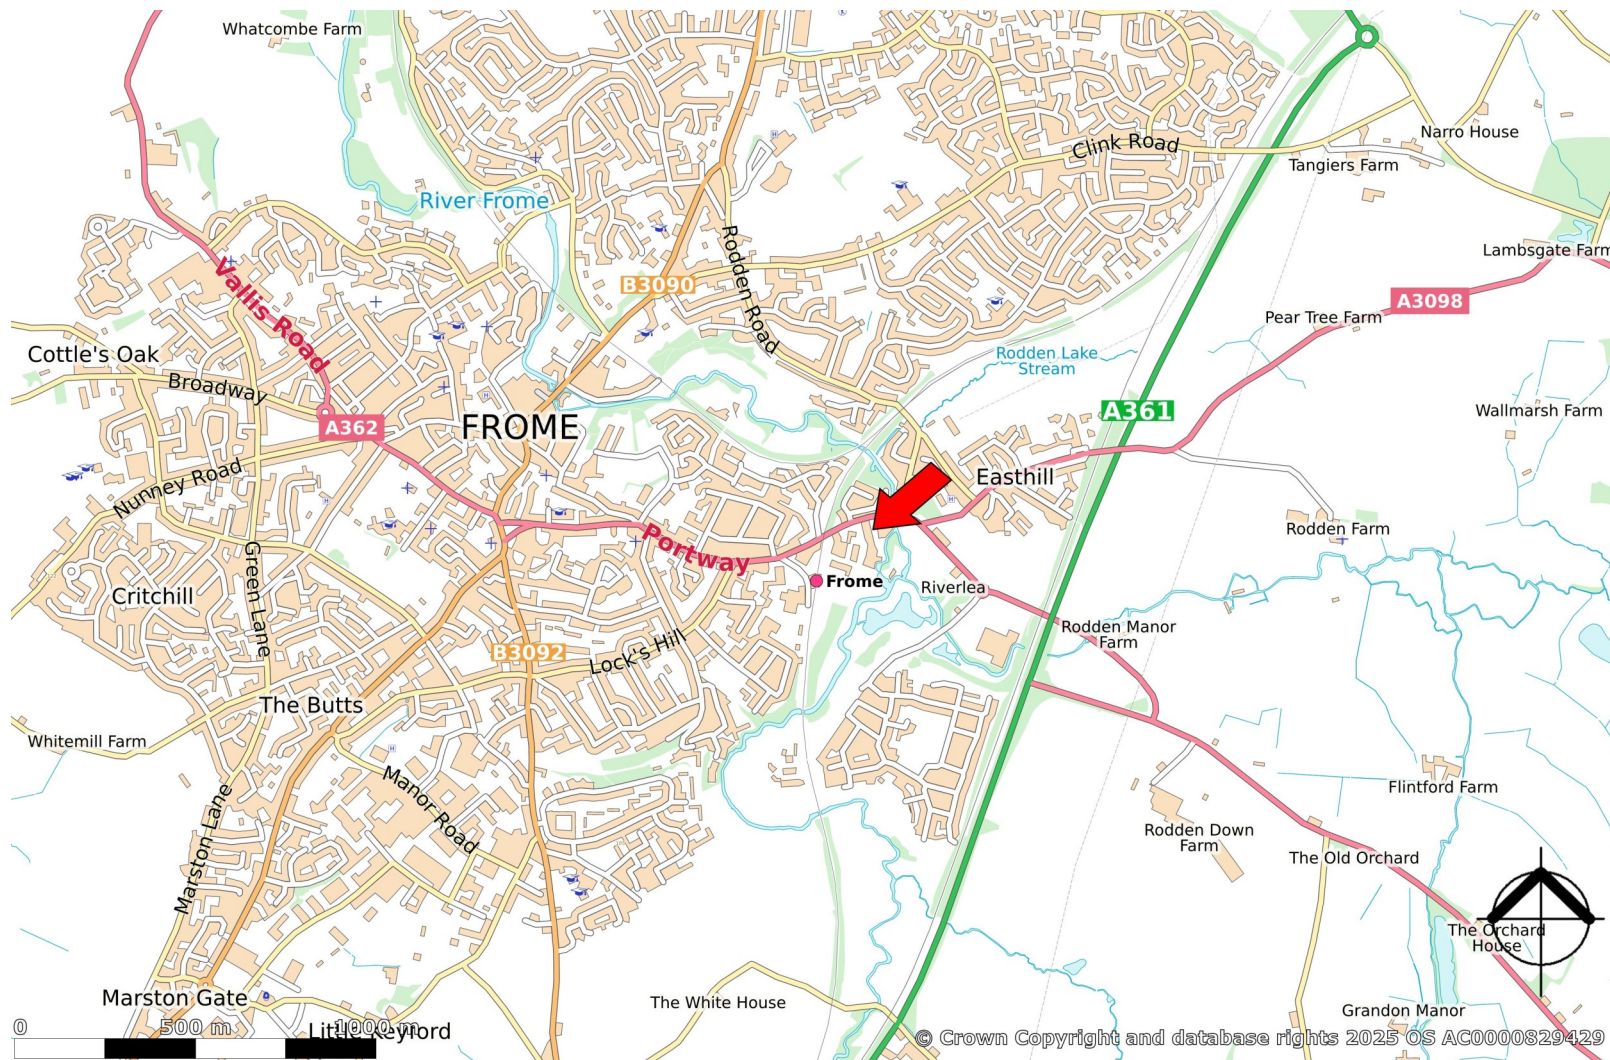 Whatcombe Farm
Narro House
Clink Road
Tangiers Farm
River Frome
Lambsgate Farm
Rodden Road
Vallis Road
B3090
A3098
Pear Tree Farm
Cottle's Oak
Rodden Lake
Stream
Broadway
A361
Wallmarsh Farm
A362
FROME
Nunney Road
Easthill
Portway
Rodden Farm
Green Lane
Critchill
Frome
Riverlea
Rodden Manor
Farm
B3092
Lock's Hill
The Butts
Whitemill Farm
Manor Road
Marston Lane
Flintford Farm
Rodden Down
Farm
The Old Orchard
The Orchard
House
Marston Gate
The White House
Grandon Manor
Little Keyford
0 500 m 1000 m
© Crown Copyright and database rights 2025 OS AC0000829429